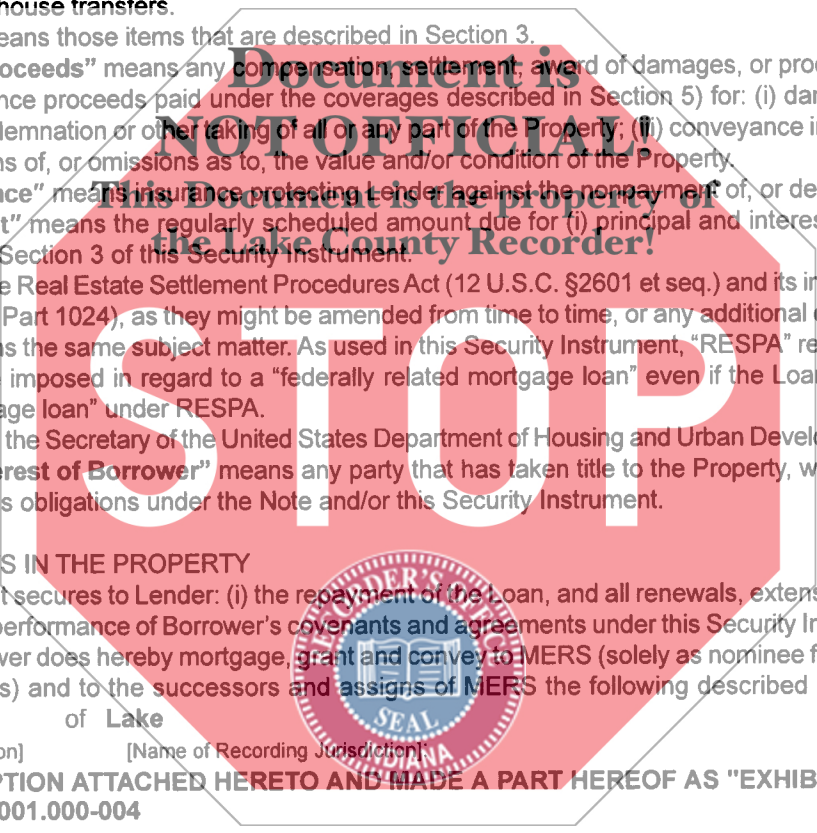 house transfers.
eans those items that are described in Section 3.
oceeds” means any compensation, settlement, award of damages, or proc
nce proceeds paid under the coverages described in Section 5) for: (i) dar
demnation or other taking of all or any part of the Property; (iii) conveyance i
ns of, or omissions as to, the value and/or condition of the Property.
nce” means insurance protecting Lender against the nonpayment of, or de
t” means the regularly scheduled amount due for (i) principal and interes
Section 3 of this Security Instrument.
e Real Estate Settlement Procedures Act (12 U.S.C. §2601 et seq.) and its i
Part 1024), as they might be amended from time to time, or any additional
s the same subject matter. As used in this Security Instrument, “RESPA” re
imposed in regard to a “federally related mortgage loan” even if the Loan
age loan” under RESPA.
the Secretary of the United States Department of Housing and Urban Develo
erest of Borrower” means any party that has taken title to the Property, w
s obligations under the Note and/or this Security Instrument.
S IN THE PROPERTY
t secures to Lender: (i) the repayment of the Loan, and all renewals, extens
performance of Borrower’s covenants and agreements under this Security In
wer does hereby mortgage, grant and convey to MERS (solely as nominee f
s) and to the successors and assigns of MERS the following described
of Lake
on] [Name of Recording Jurisdiction]:
PTION ATTACHED HERETO AND MADE A PART HEREOF AS "EXHIB
001.000-004
Document is
NOT OFFICIAL!
This Document is the property of
the Lake County Recorder!
STOP
SEAL
INDIANA